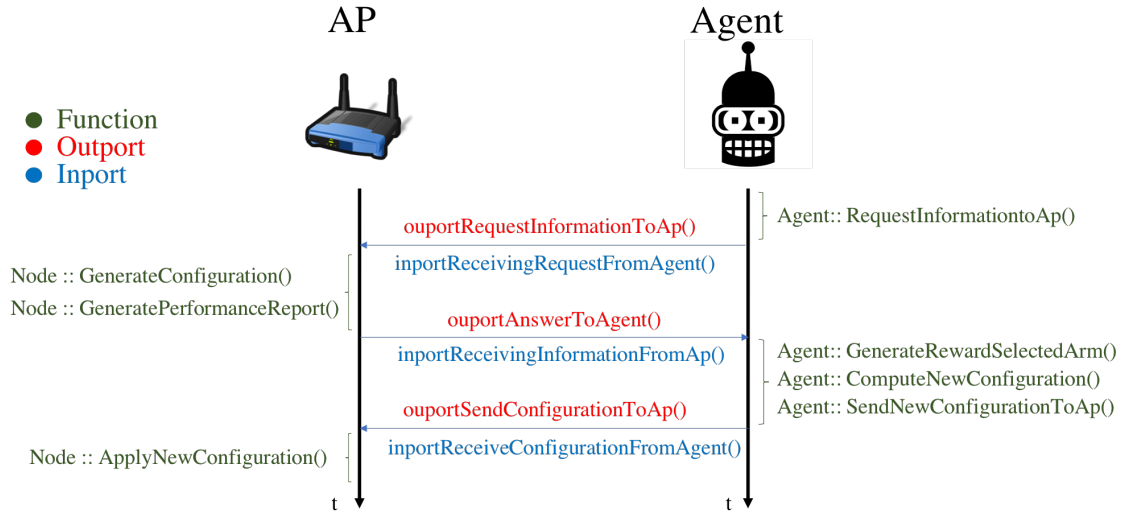 AP
Agent
Function
Outport
Inport
Agent:: RequestInformationtoAp()
ouportRequestInformationToAp()
inportReceivingRequestFromAgent()
Node :: GenerateConfiguration()
Node :: GeneratePerformanceReport()
ouportAnswerToAgent()
inportReceivingInformationFromAp()
Agent:: GenerateRewardSelectedArm()
Agent:: ComputeNewConfiguration()
Agent:: SendNewConfigurationToAp()
ouportSendConfigurationToAp()
inportReceiveConfigurationFromAgent()
Node :: ApplyNewConfiguration()
t
t